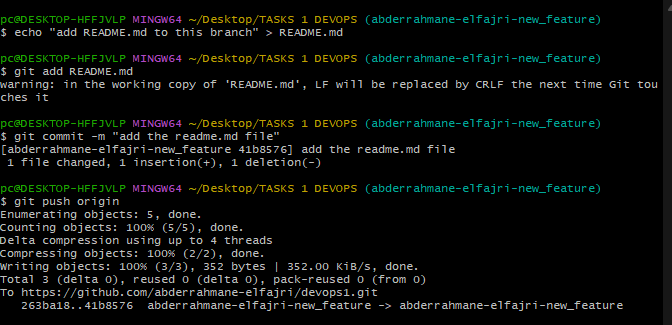 pc@DESKTOP-HFFJVLP MINGW64 ~/Desktop/TASKS 1 DEVOPS (abderrahmane-elfajri-new_feature)
$ echo "add README.md to this branch" > README.md
pc@DESKTOP-HFFJVLP MINGW64 ~/Desktop/TASKS 1 DEVOPS (abderrahmane-elfajri-new_feature)
$ git add README.md
warning: in the working copy of 'README.md', LF will be replaced by CRLF the next time Git tou
ches it
pc@DESKTOP-HFFJVLP MINGW64 ~/Desktop/TASKS 1 DEVOPS (abderrahmane-elfajri-new_feature)
$ git commit -m "add the readme.md file"
[abderrahmane-elfajri-new_feature 41b8576] add the readme.md file
 1 file changed, 1 insertion(+), 1 deletion(-)
pc@DESKTOP-HFFJVLP MINGW64 ~/Desktop/TASKS 1 DEVOPS (abderrahmane-elfajri-new_feature)
$ git push origin
Enumerating objects: 5, done.
Counting objects: 100% (5/5), done.
Delta compression using up to 4 threads
Compressing objects: 100% (2/2), done.
Writing objects: 100% (3/3), 352 bytes | 352.00 KiB/s, done.
Total 3 (delta 0), reused 0 (delta 0), pack-reused 0 (from 0)
To https://github.com/abderrahmane-elfajri/devops1.git
   263ba18..41b8576  abderrahmane-elfajri-new_feature -> abderrahmane-elfajri-new_feature